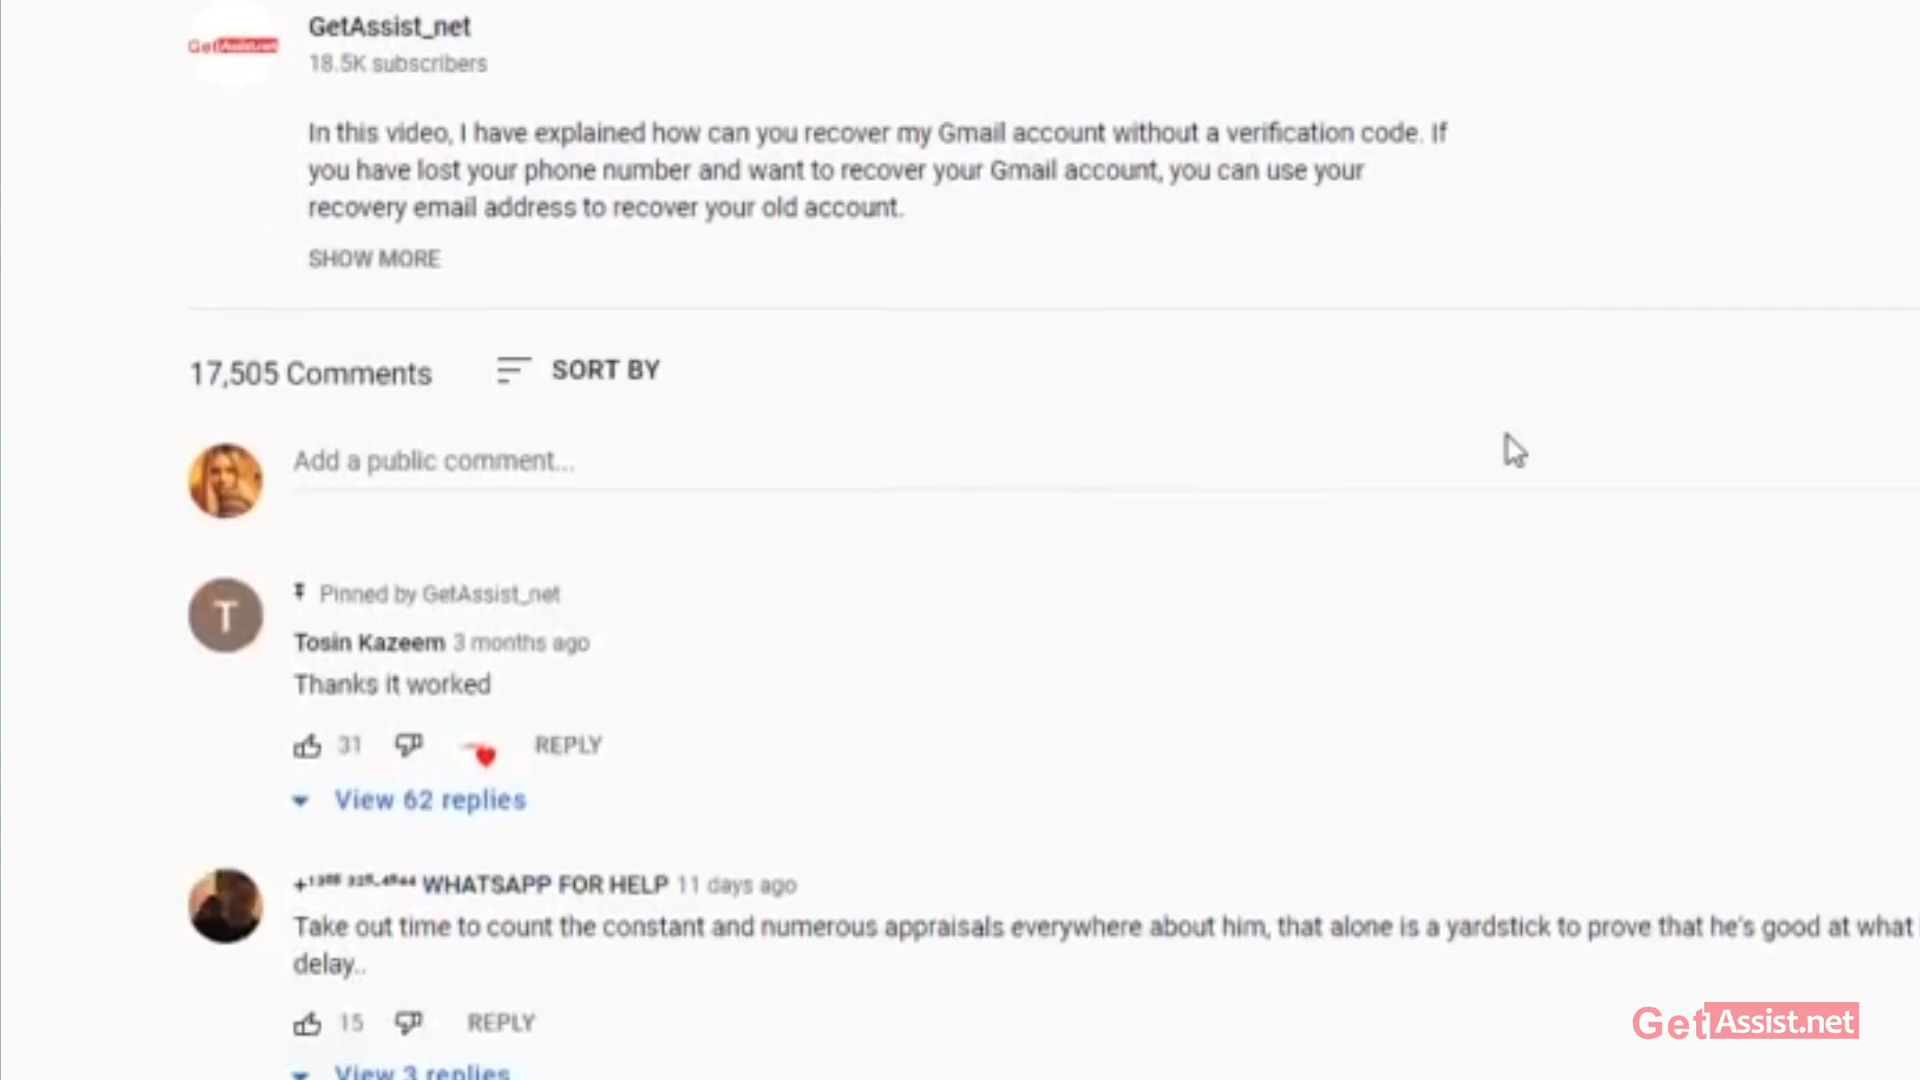 GetAssist.net
GetAssist_net
18.5K subscribers
In this video, I have explained how can you recover my Gmail account without a verification code. If
you have lost your phone number and want to recover your Gmail account, you can use your
recovery email address to recover your old account.
SHOW MORE
17,505 Comments
SORT BY
Add a public comment...
T
Pinned by GetAssist_net
Tosin Kazeem 3 months ago
Thanks it worked
31
REPLY
View 62 replies
WHATSAPP FOR HELP 11 days ago
Take out time to count the constant and numerous appraisals everywhere about him, that alone is a yardstick to prove that he's good at what
delay..
15
REPLY
View 3 replies
GetAssist.net